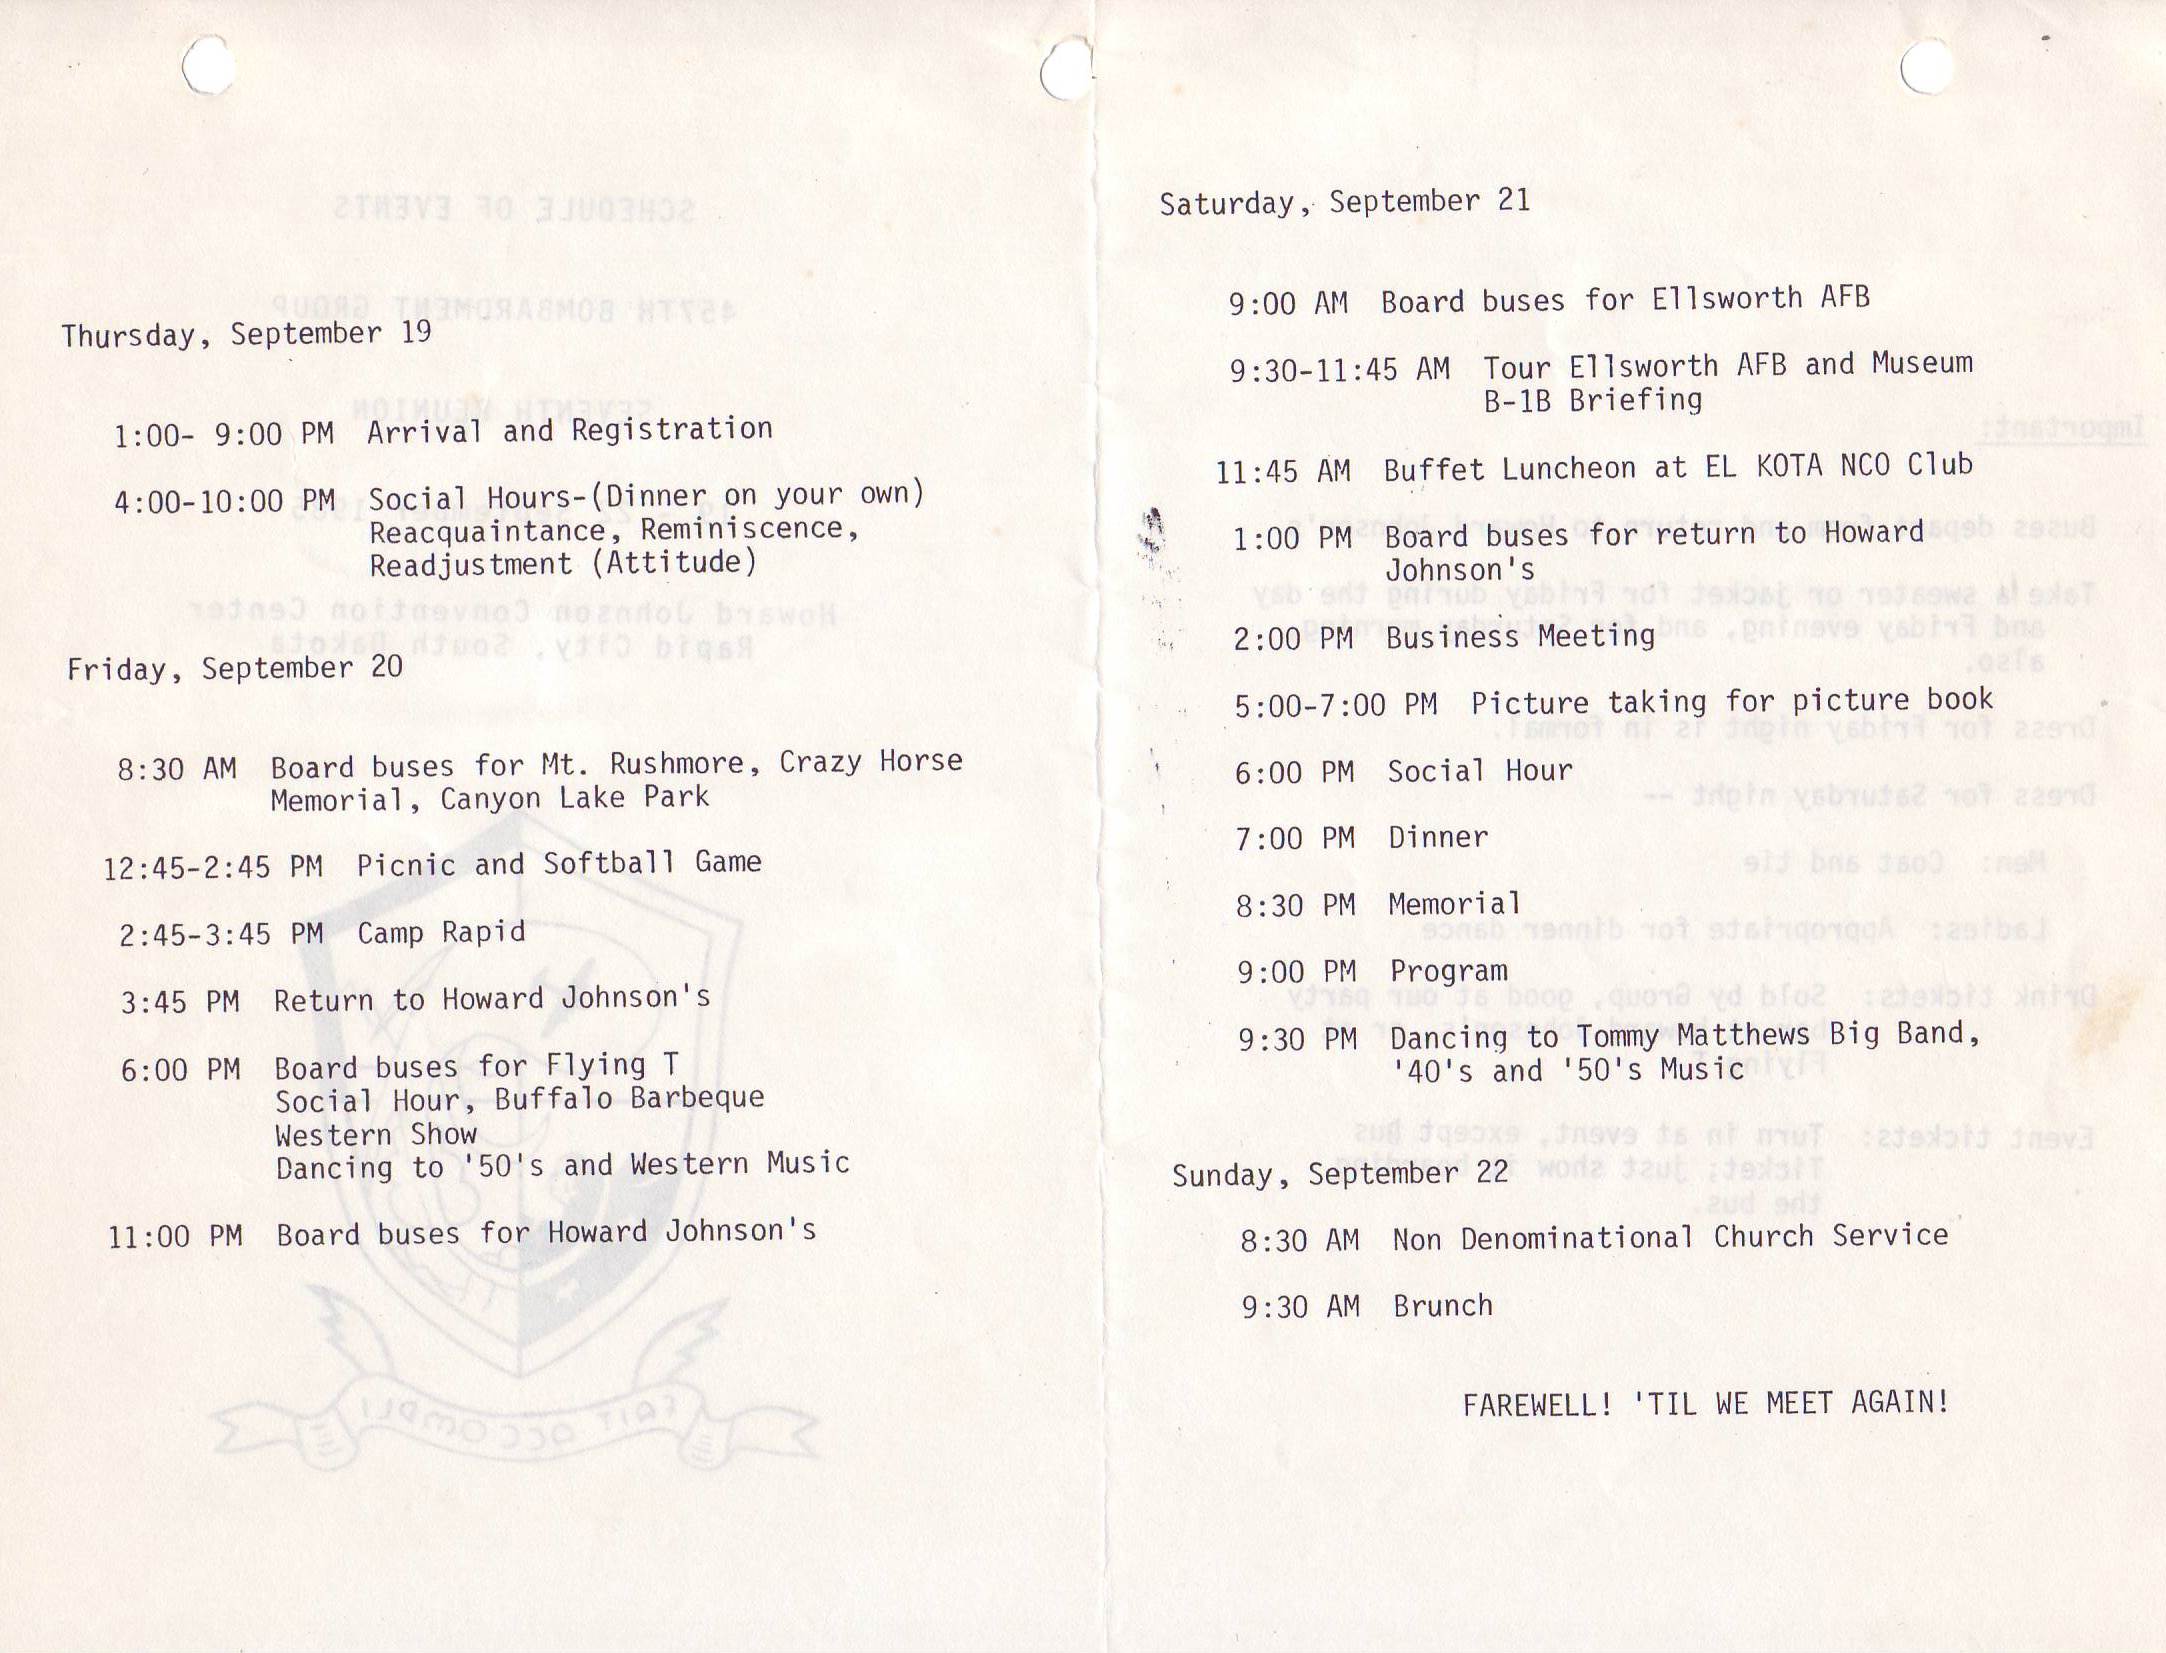 Thursday, September 19
1:00- 9:00 PM Arrival and Registration
4:00-10:00 PM Social Hours-(Dinner on your own)
Reacquaintance, Reminiscence,
Readjustment (Attitude)
Friday, September 20
8:30 AM Board buses for Mt. Rushmore, Crazy Horse
Memorial, Canyon Lake Park
12:45-2:45 PM Picnic and Softball Game
2:45-3:45 PM Camp Rapid
3:45 PM Return to Howard Johnson's
6:00 PM Board buses for Flying T
Social Hour, Buffalo Barbeque
Western Show
Dancing to '50's and Western Music
11:00 PM Board buses for Howard Johnson's
Saturday, September 21
9:00 AM Board buses for Ellsworth AFB
9:30-11:45 AM Tour Ellsworth AFB and Museum
B-1B Briefing
11:45 AM Buffet Luncheon at EL KOTA NCO Club
1:00 PM Board buses for return to Howard
Johnson's
2:00 PM Business Meeting
5:00-7:00 PM Picture taking for picture book
6:00 PM Social Hour
7:00 PM Dinner
8:30 PM Memorial
9:00 PM Program
9:30 PM Dancing to Tommy Matthews Big Band,
'40's and '50's Music
Sunday, September 22
8:30 AM Non Denominational Church Service
9:30 AM Brunch
FAREWELL! 'TIL WE MEET AGAIN!